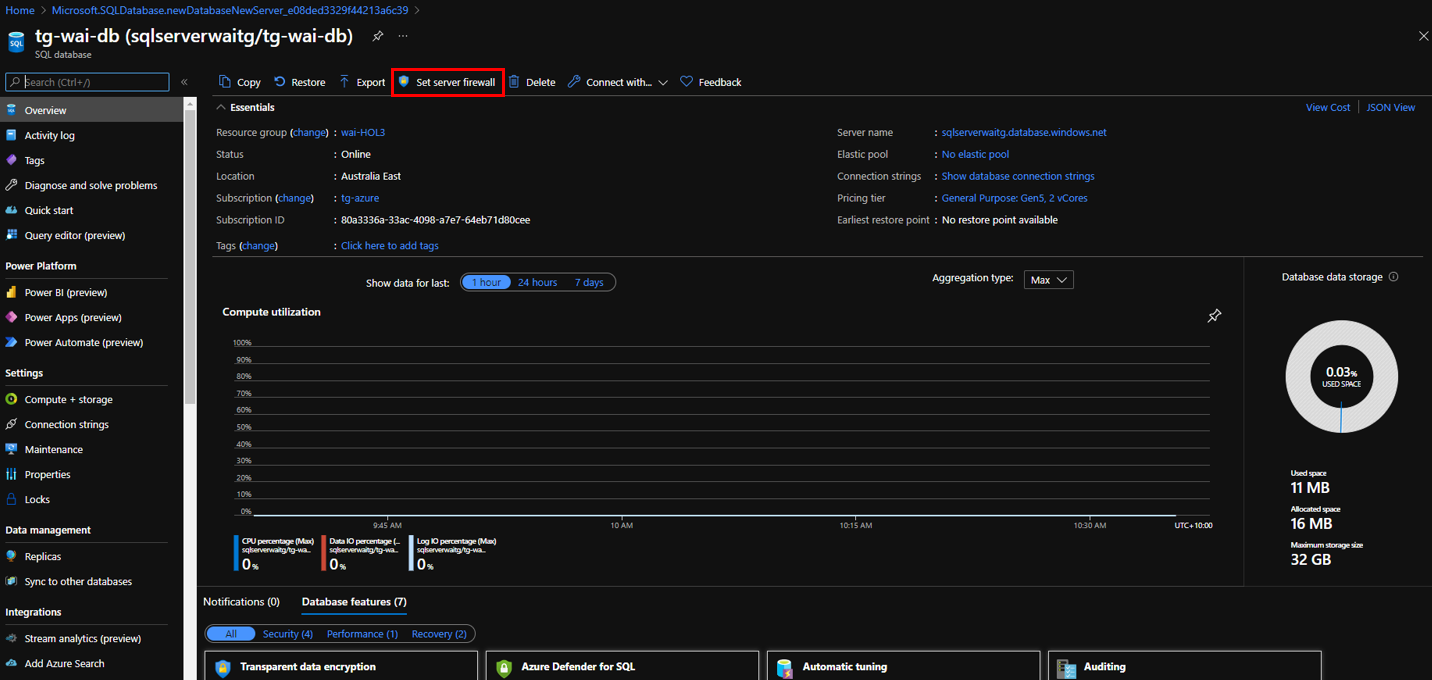 Home > Microsoft.SQLDatabase.newDatabaseNewServer_e08ded3329f44213a6c39 >
tg-wai-db (sqlserverwaitg/tg-wai-db)
SQL
SQL database
Search (Ctrl+/)
Copy Restore Export Set server firewall Delete Connect with... Feedback
Overview
Activity log
Tags
Diagnose and solve problems
Quick start
Query editor (preview)
Power Platform
Power BI (preview)
Power Apps (preview)
Power Automate (preview)
Settings
Compute + storage
Connection strings
Maintenance
Properties
Locks
Data management
Replicas
Sync to other databases
Integrations
Stream analytics (preview)
Add Azure Search
Essentials
View Cost JSON View
Resource group (change) : wai-HOL3
Status : Online
Location : Australia East
Subscription (change) : tg-azure
Subscription ID : 80a3336a-33ac-4098-a7e7-64eb71d80cee
Tags (change) : Click here to add tags
Server name : sqlserverwaitg.database.windows.net
Elastic pool : No elastic pool
Connection strings : Show database connection strings
Pricing tier : General Purpose: Gen5, 2 vCores
Earliest restore point : No restore point available
Show data for last: 1 hour 24 hours 7 days
Aggregation type: Max
Compute utilization
100%
90%
80%
70%
60%
50%
40%
30%
20%
10%
0%
9:45 AM 10 AM 10:15 AM 10:30 AM UTC+10:00
CPU percentage (Max)
sqlserverwaitg/tg-wa...
0%
Data IO percentage (...
sqlserverwaitg/tg-wa...
0%
Log IO percentage (Max)
sqlserverwaitg/tg-wa...
0%
Database data storage
0.03%
USED SPACE
Used space
11 MB
Allocated space
16 MB
Maximum storage size
32 GB
Notifications (0) Database features (7)
All Security (4) Performance (1) Recovery (2)
Transparent data encryption Azure Defender for SQL Automatic tuning Auditing